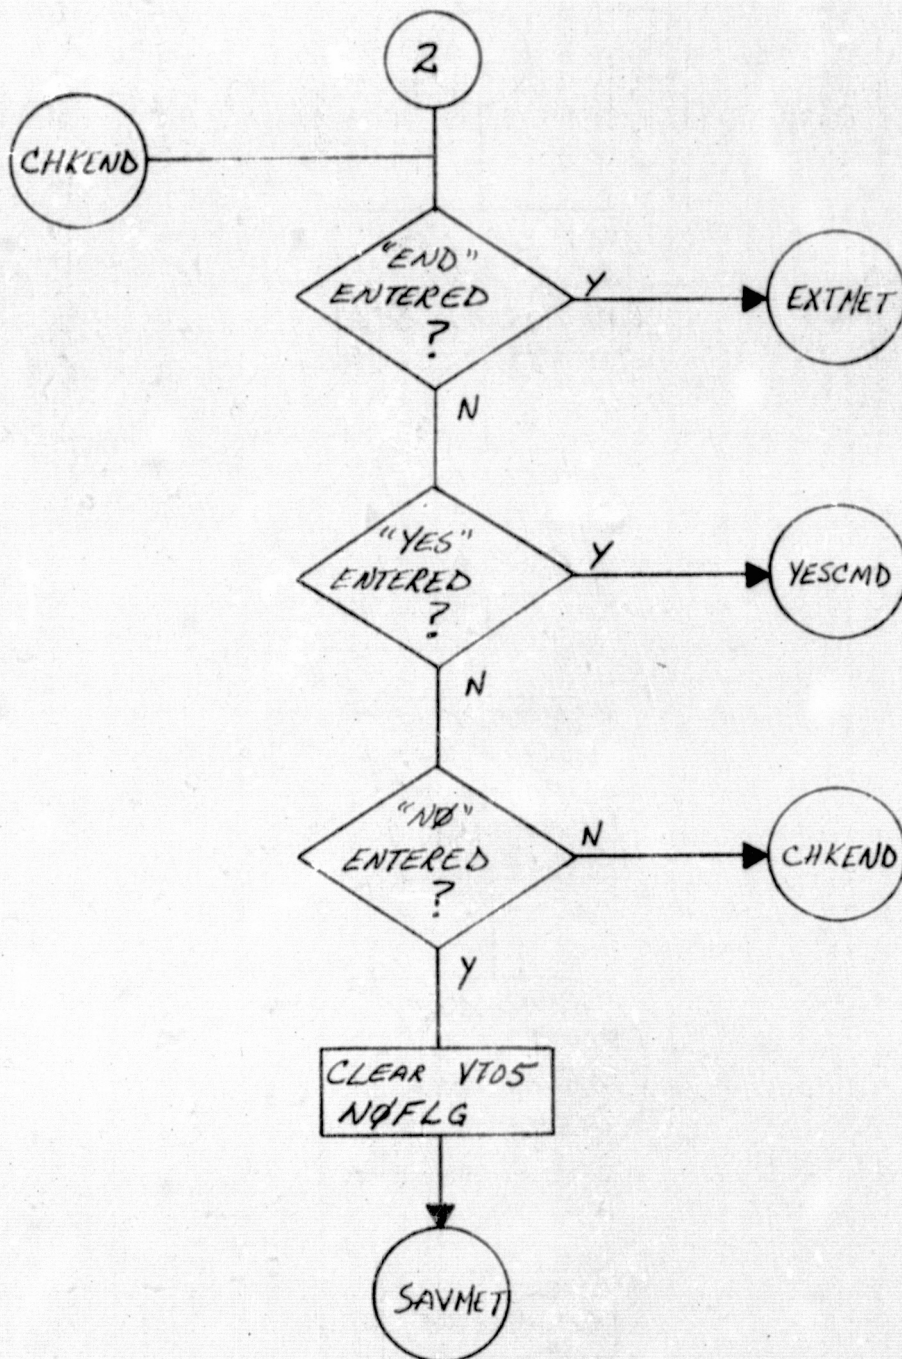 2
CHKEND
"END"
ENTERED
?
Y
EXTMET
N
"YES"
ENTERED
?
Y
YESCMD
N
"NØ"
ENTERED
?
N
CHKEND
Y
CLEAR VT05
NØFLG
SAVMET